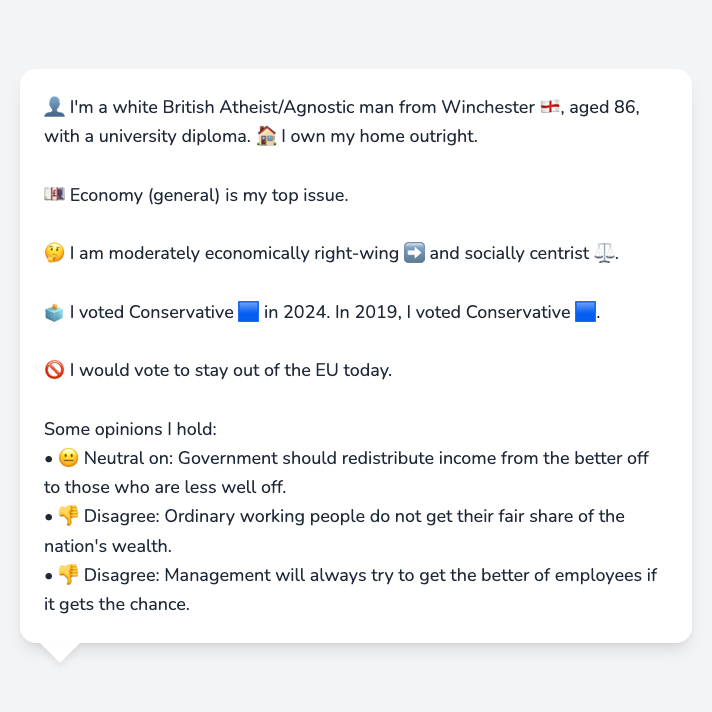 👤 I'm a white British Atheist/Agnostic man from Winchester 🏴󠁧󠁢󠁥󠁮󠁧󠁿, aged 86,
with a university diploma. 🏠 I own my home outright.
💷 Economy (general) is my top issue.
🤔 I am moderately economically right-wing ➡️ and socially centrist ⚖️.
🗳️ I voted Conservative 🟦 in 2024. In 2019, I voted Conservative 🟦.
🚫 I would vote to stay out of the EU today.
Some opinions I hold:
• 😐 Neutral on: Government should redistribute income from the better off
to those who are less well off.
• 👎 Disagree: Ordinary working people do not get their fair share of the
nation's wealth.
• 👎 Disagree: Management will always try to get the better of employees if
it gets the chance.